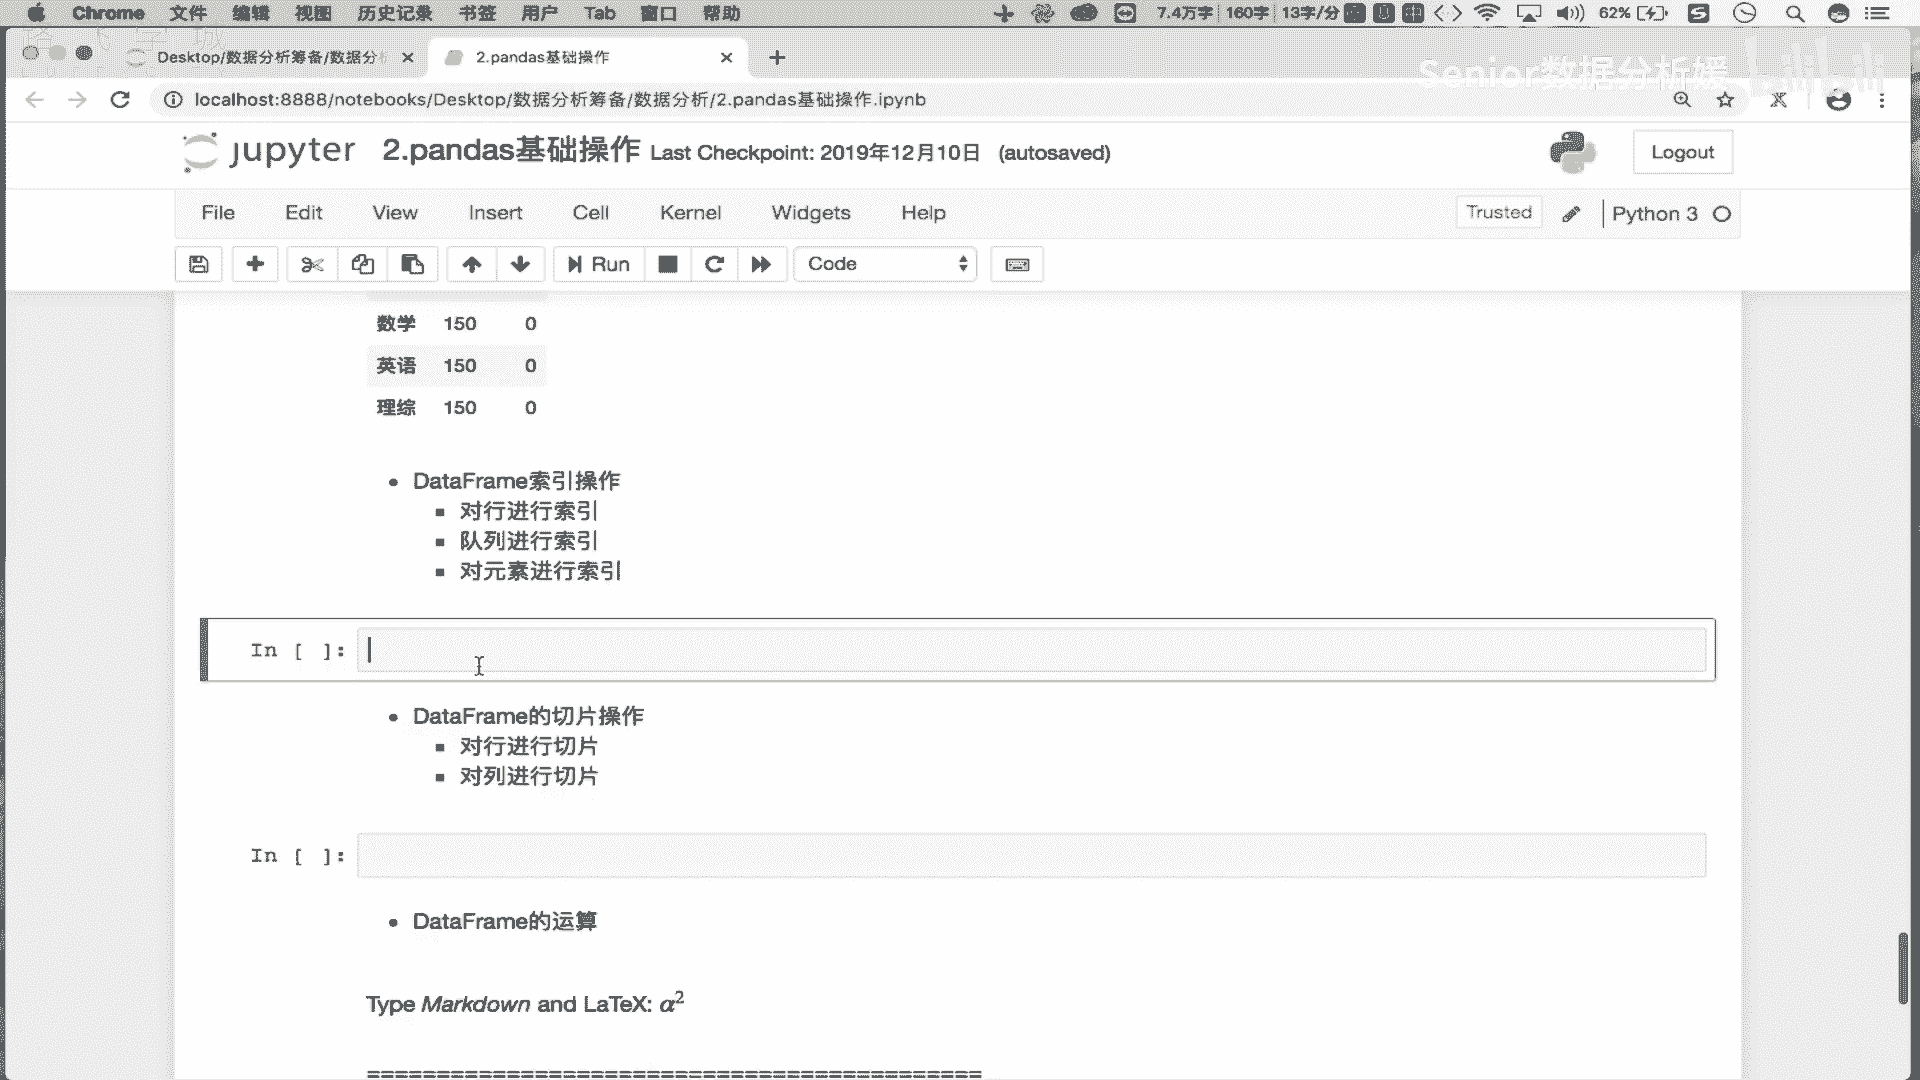 Chrome 文件 编辑 视图 历史记录 书签 用户 Tab 窗口 帮助 7.4万字 160字 13字/分 62%
Desktop/数据分析筹备/数据分析 2.pandas基础操作
Senior数据分析媛 bilibili
localhost:8888/notebooks/Desktop/数据分析筹备/数据分析/2.pandas基础操作.ipynb
jupyter 2.pandas基础操作 Last Checkpoint: 2019年12月10日 (autosaved) Logout
File Edit View Insert Cell Kernel Widgets Help Trusted Python 3
Run Code
数学 150 0
英语 150 0
理综 150 0
DataFrame索引操作
对行进行索引
队列进行索引
对元素进行索引
In [ ]:
DataFrame的切片操作
对行进行切片
对列进行切片
In [ ]:
DataFrame的运算
Type Markdown and LaTeX: α²
============================================